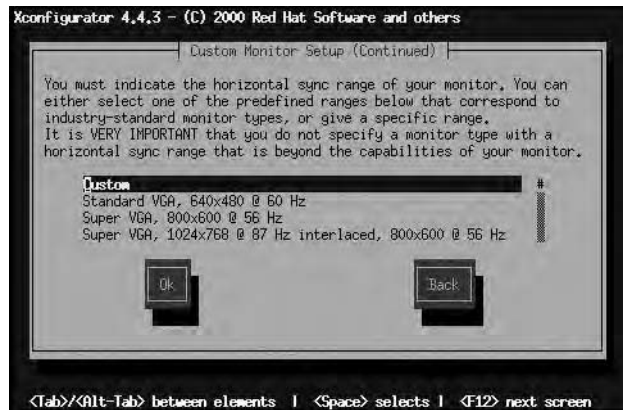 Xconfigurator 4.4.3 - (C) 2000 Red Hat Software and others
Custom Monitor Setup (Continued)
You must indicate the horizontal sync range of your monitor. You can
either select one of the predefined ranges below that correspond to
industry-standard monitor types, or give a specific range.
It is VERY IMPORTANT that you do not specify a monitor type with a
horizontal sync range that is beyond the capabilities of your monitor.
Custom #
Standard VGA, 640x480 @ 60 Hz
Super VGA, 800x600 @ 56 Hz
Super VGA, 1024x768 @ 87 Hz interlaced, 800x600 @ 56 Hz
Ok Back
<Tab>/<Alt-Tab> between elements | <Space> selects | <F12> next screen